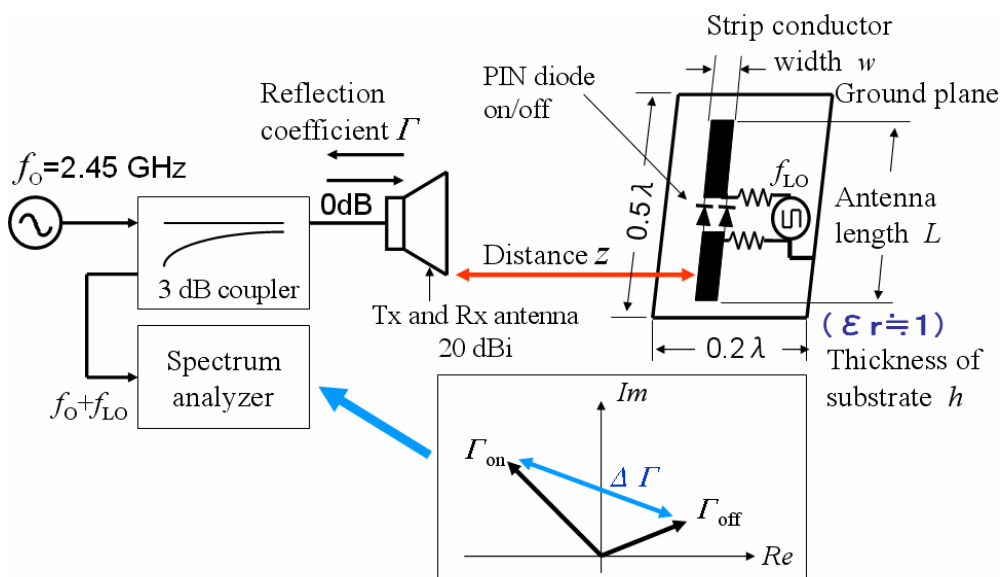 Strip conductor
width w
PIN diode
on/off
Ground plane
Reflection
coefficient Γ
fO=2.45 GHz
0dB
0.5λ
fLO
Antenna
length L
Distance z
3 dB coupler
Tx and Rx antenna
20 dBi
(εr≒1)
0.2λ
Thickness of
substrate h
Spectrum
analyzer
fO+fLO
Im
Γon
Δ Γ
Γoff
Re